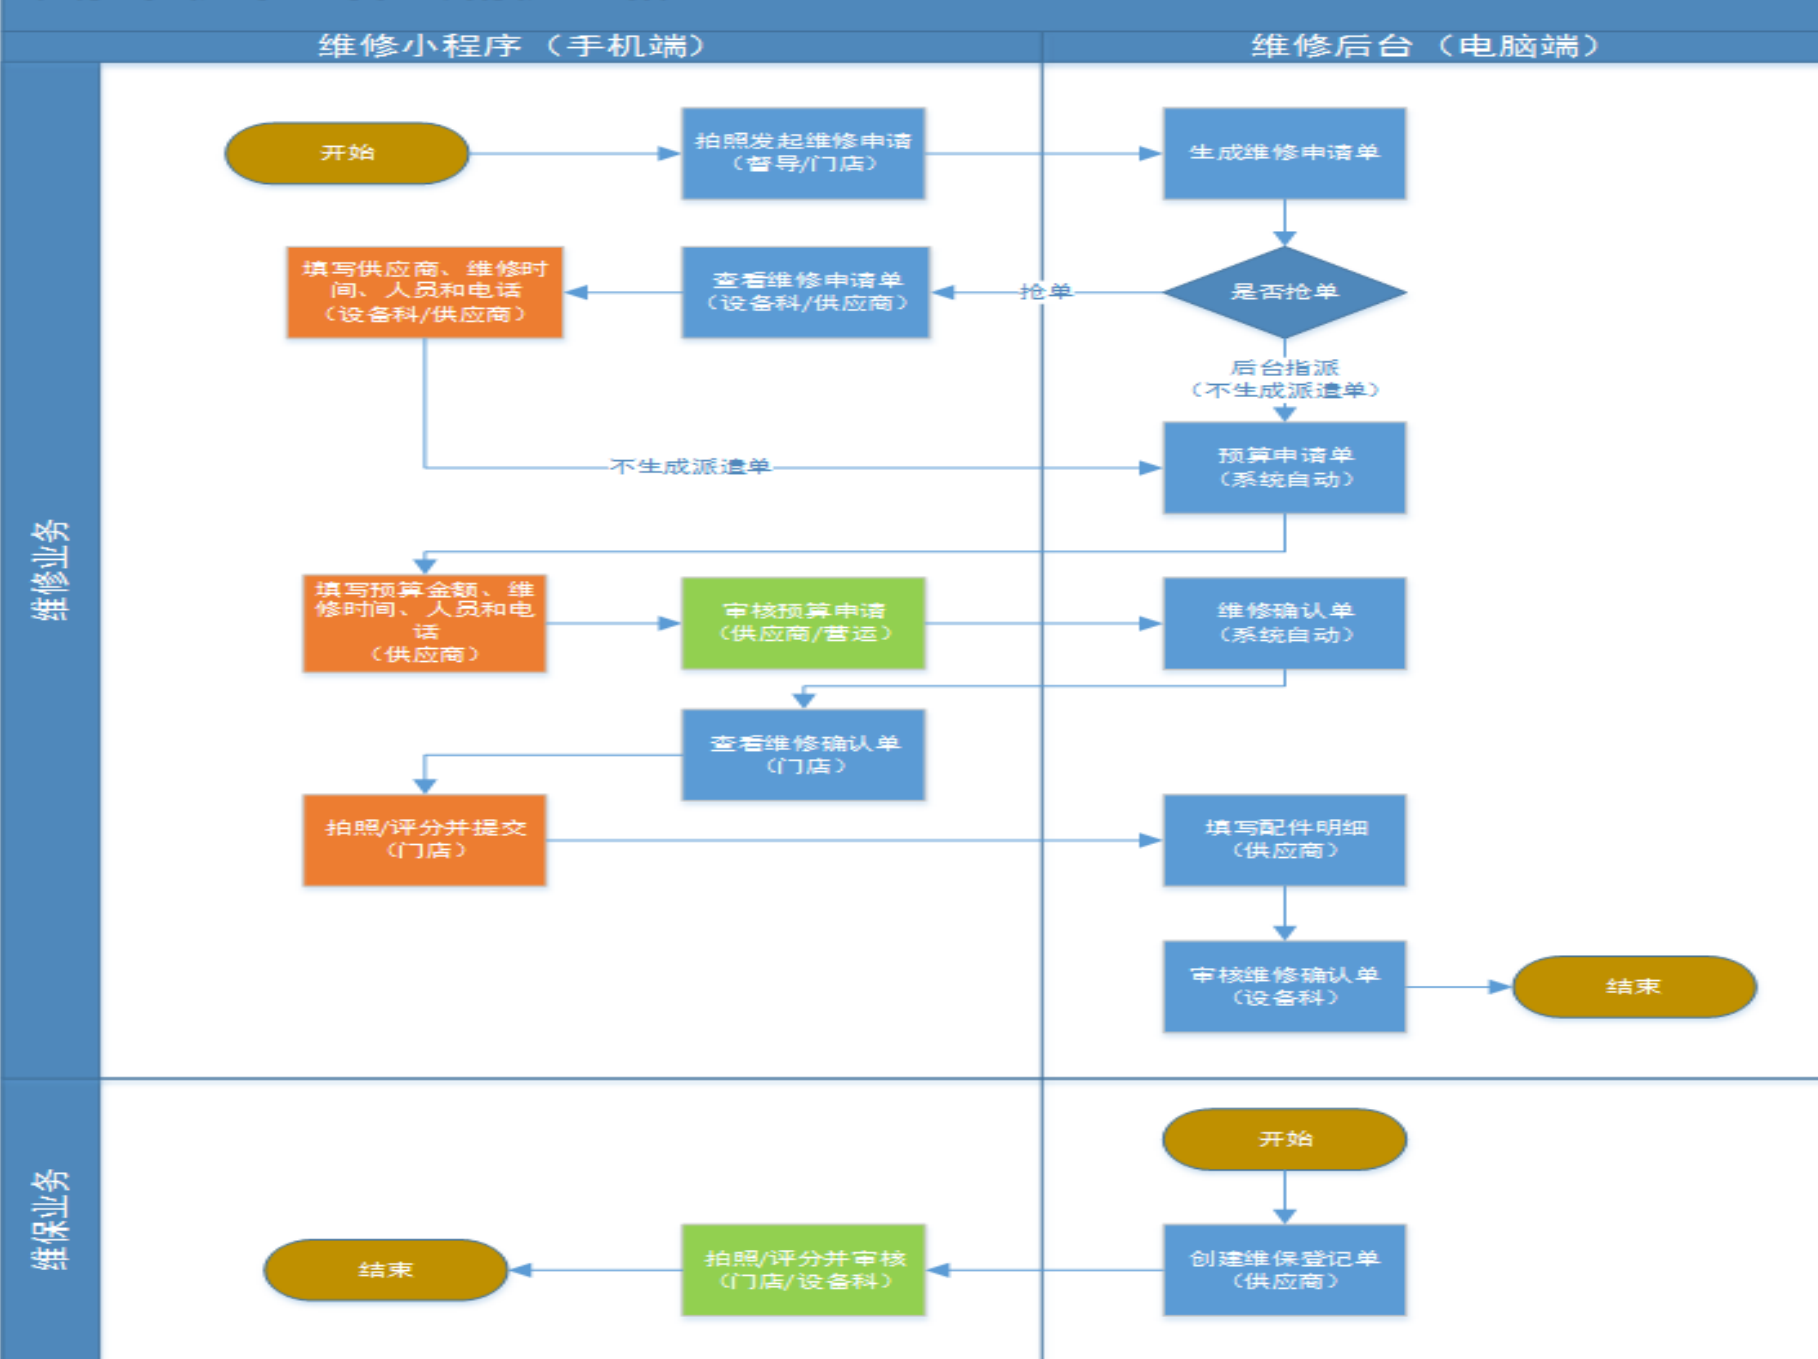 维修小程序（手机端）
维修后台（电脑端）
维修业务
开始
拍照发起维修申请
（督导/门店）
生成维修申请单
填写供应商、维修时
间、人员和电话
（设备科/供应商）
查看维修申请单
（设备科/供应商）
抢单
是否抢单
后台指派
（不生成派遣单）
不生成派遣单
预算申请单
（系统自动）
填写预算金额、维
修时间、人员和电
话
（供应商）
审核预算申请
（供应商/营运）
维修确认单
（系统自动）
查看维修确认单
（门店）
拍照/评分并提交
（门店）
填写配件明细
（供应商）
审核维修确认单
（设备科）
结束
维保业务
开始
结束
拍照/评分并审核
（门店/设备科）
创建维保登记单
（供应商）